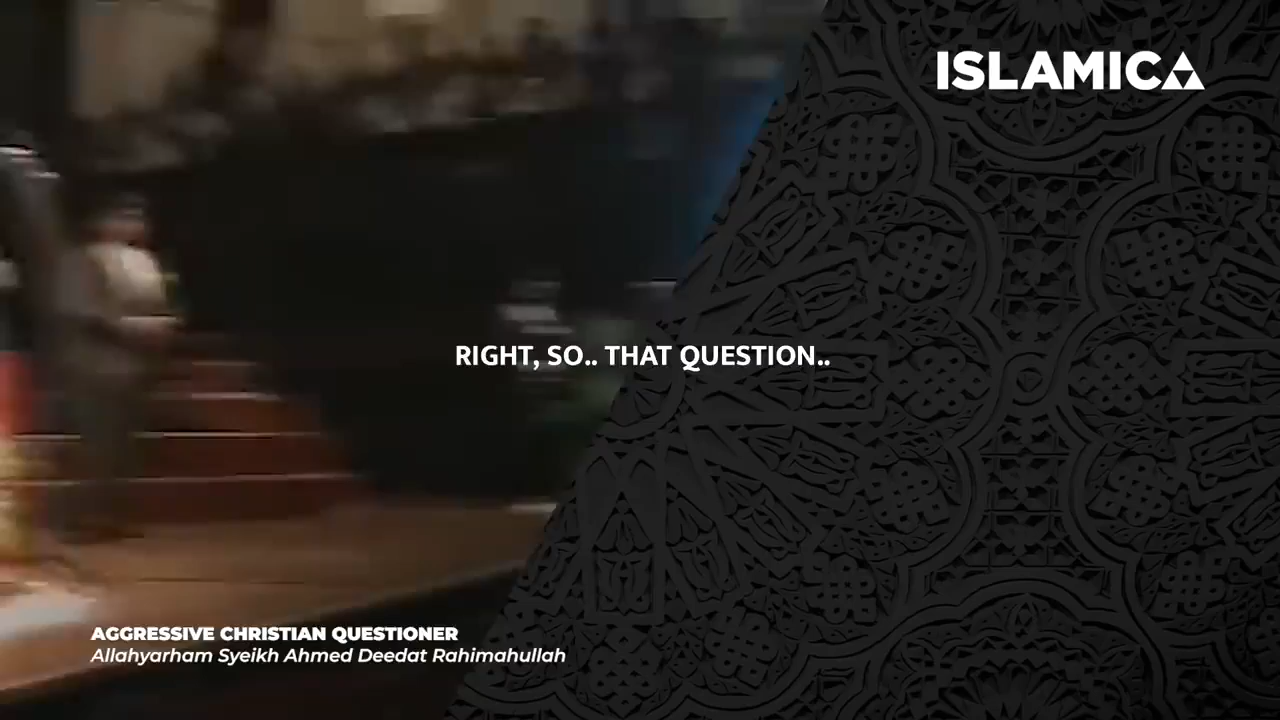 ISLAMICA
RIGHT, SO.. THAT QUESTION..
AGGRESSIVE CHRISTIAN QUESTIONER
Allahyarham Syeikh Ahmed Deedat Rahimahullah